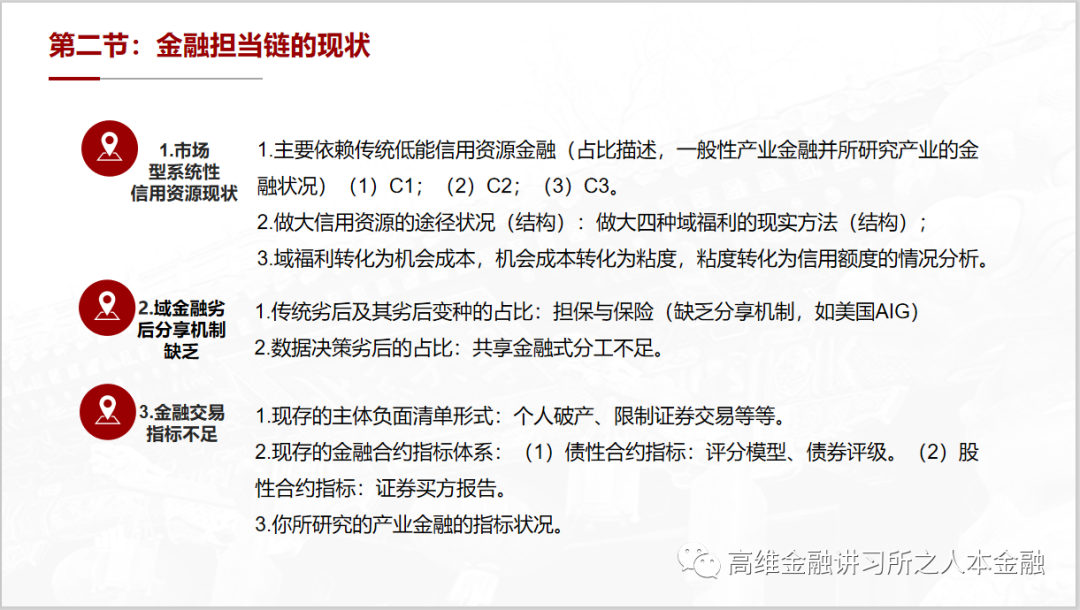 第二节：金融担当链的现状
1.市场
型系统性
信用资源现状
1.主要依赖传统低能信用资源金融（占比描述，一般性产业金融并所研究产业的金
融状况）（1）C1；（2）C2；（3）C3。
2.做大信用资源的途径状况（结构）：做大四种域福利的现实方法（结构）；
3.域福利转化为机会成本，机会成本转化为粘度，粘度转化为信用额度的情况分析。
2.域金融劣
后分享机制
缺乏
1.传统劣后及其劣后变种的占比：担保与保险（缺乏分享机制，如美国AIG）
2.数据决策劣后的占比：共享金融式分工不足。
3.金融交易
指标不足
1.现存的主体负面清单形式：个人破产、限制证券交易等等。
2.现存的金融合约指标体系：（1）债性合约指标：评分模型、债券评级。（2）股
性合约指标：证券买方报告。
3.你所研究的产业金融的指标状况。
高维金融讲习所之人本金融